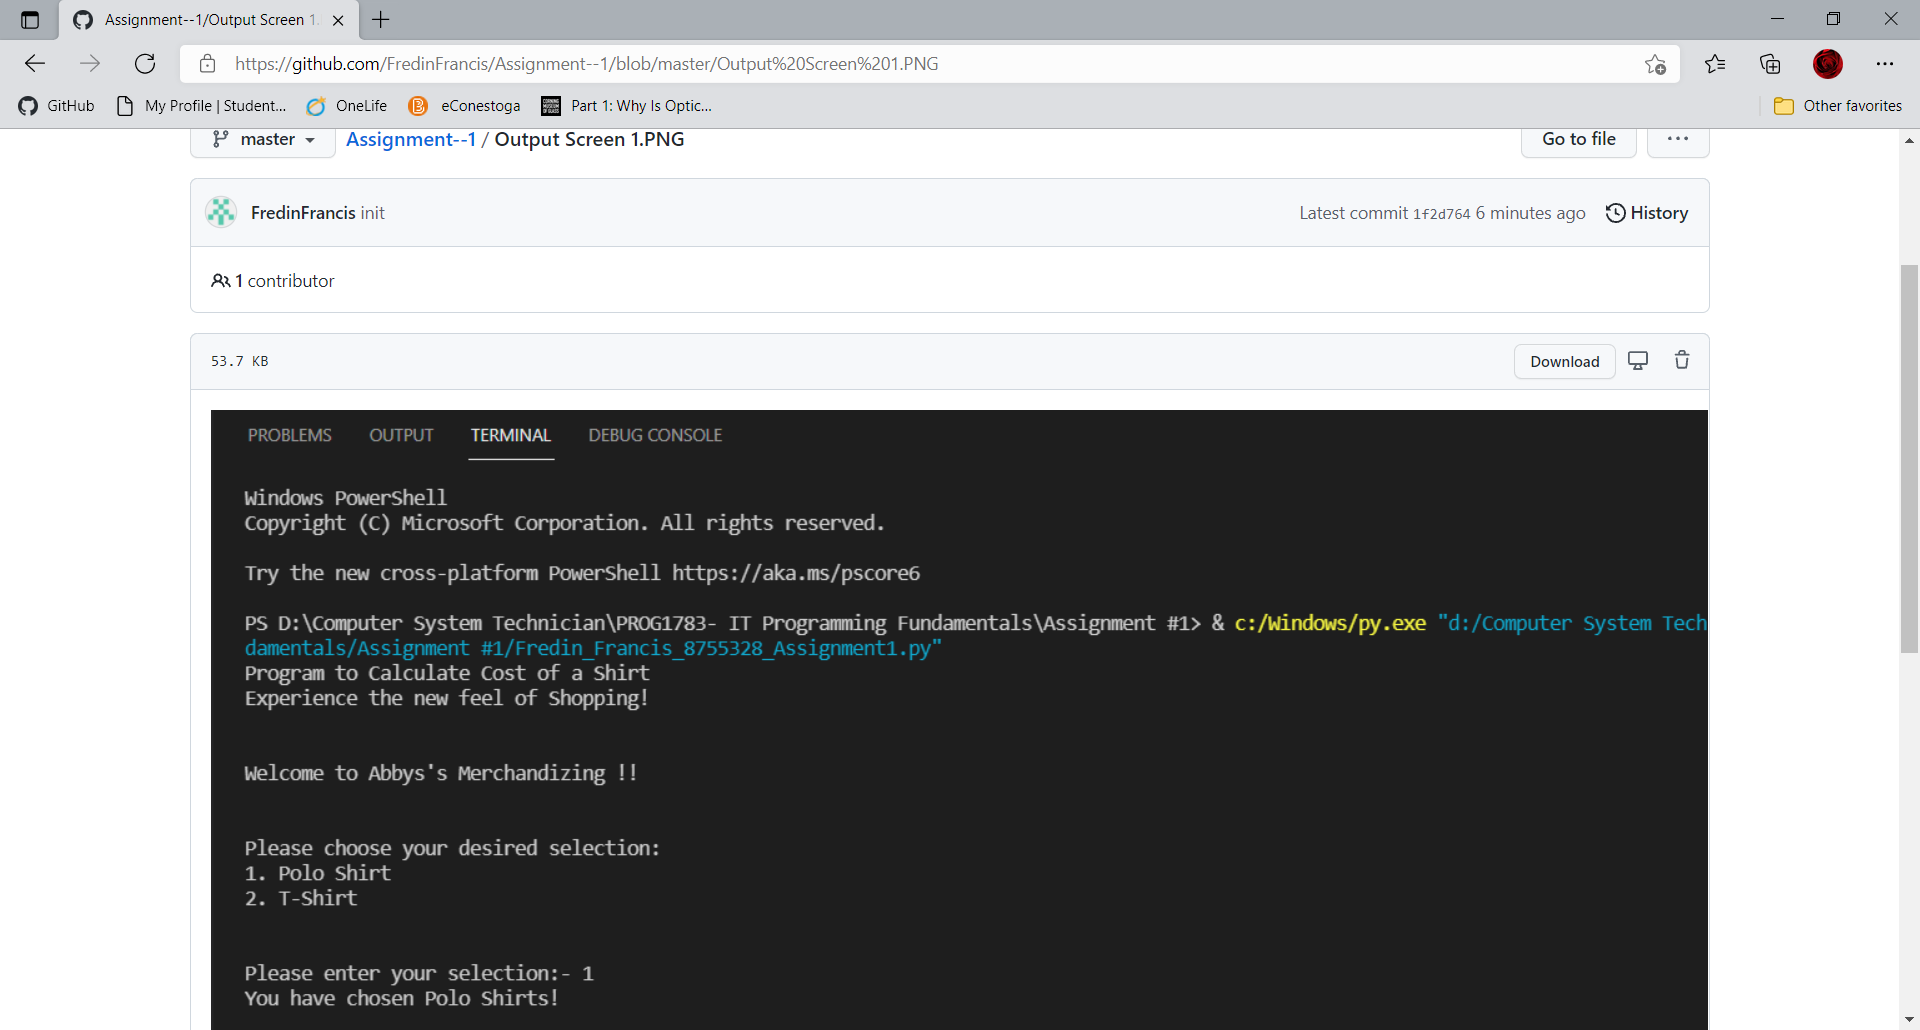 Assignment--1/Output Screen 1.
https://github.com/FredinFrancis/Assignment--1/blob/master/Output%20Screen%201.PNG
GitHub My Profile | Student... OneLife eConestoga Part 1: Why Is Optic... Other favorites
master Assignment--1 / Output Screen 1.PNG Go to file ...
FredinFrancis init Latest commit 1f2d764 6 minutes ago History
1 contributor
53.7 KB Download
PROBLEMS OUTPUT TERMINAL DEBUG CONSOLE
Windows PowerShell
Copyright (C) Microsoft Corporation. All rights reserved.
Try the new cross-platform PowerShell https://aka.ms/pscore6
PS D:\Computer System Technician\PROG1783- IT Programming Fundamentals\Assignment #1> & c:/Windows/py.exe "d:/Computer System Tech
damentals/Assignment #1/Fredin_Francis_8755328_Assignment1.py"
Program to Calculate Cost of a Shirt
Experience the new feel of Shopping!
Welcome to Abbys's Merchandizing !!
Please choose your desired selection:
1. Polo Shirt
2. T-Shirt
Please enter your selection:- 1
You have chosen Polo Shirts!